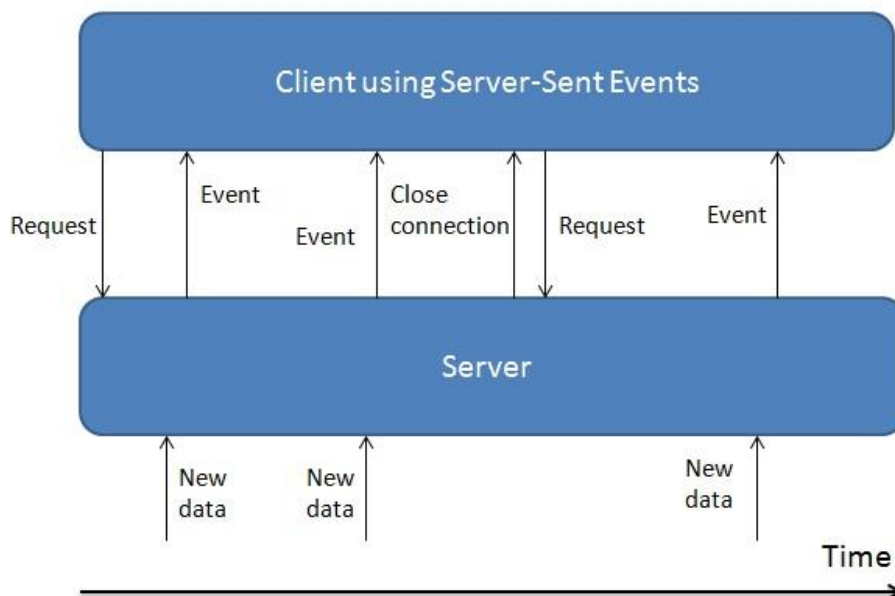 Client using Server-Sent Events
Request
Event
Event
Close
connection
Request
Event
Server
New
data
New
data
New
data
Time